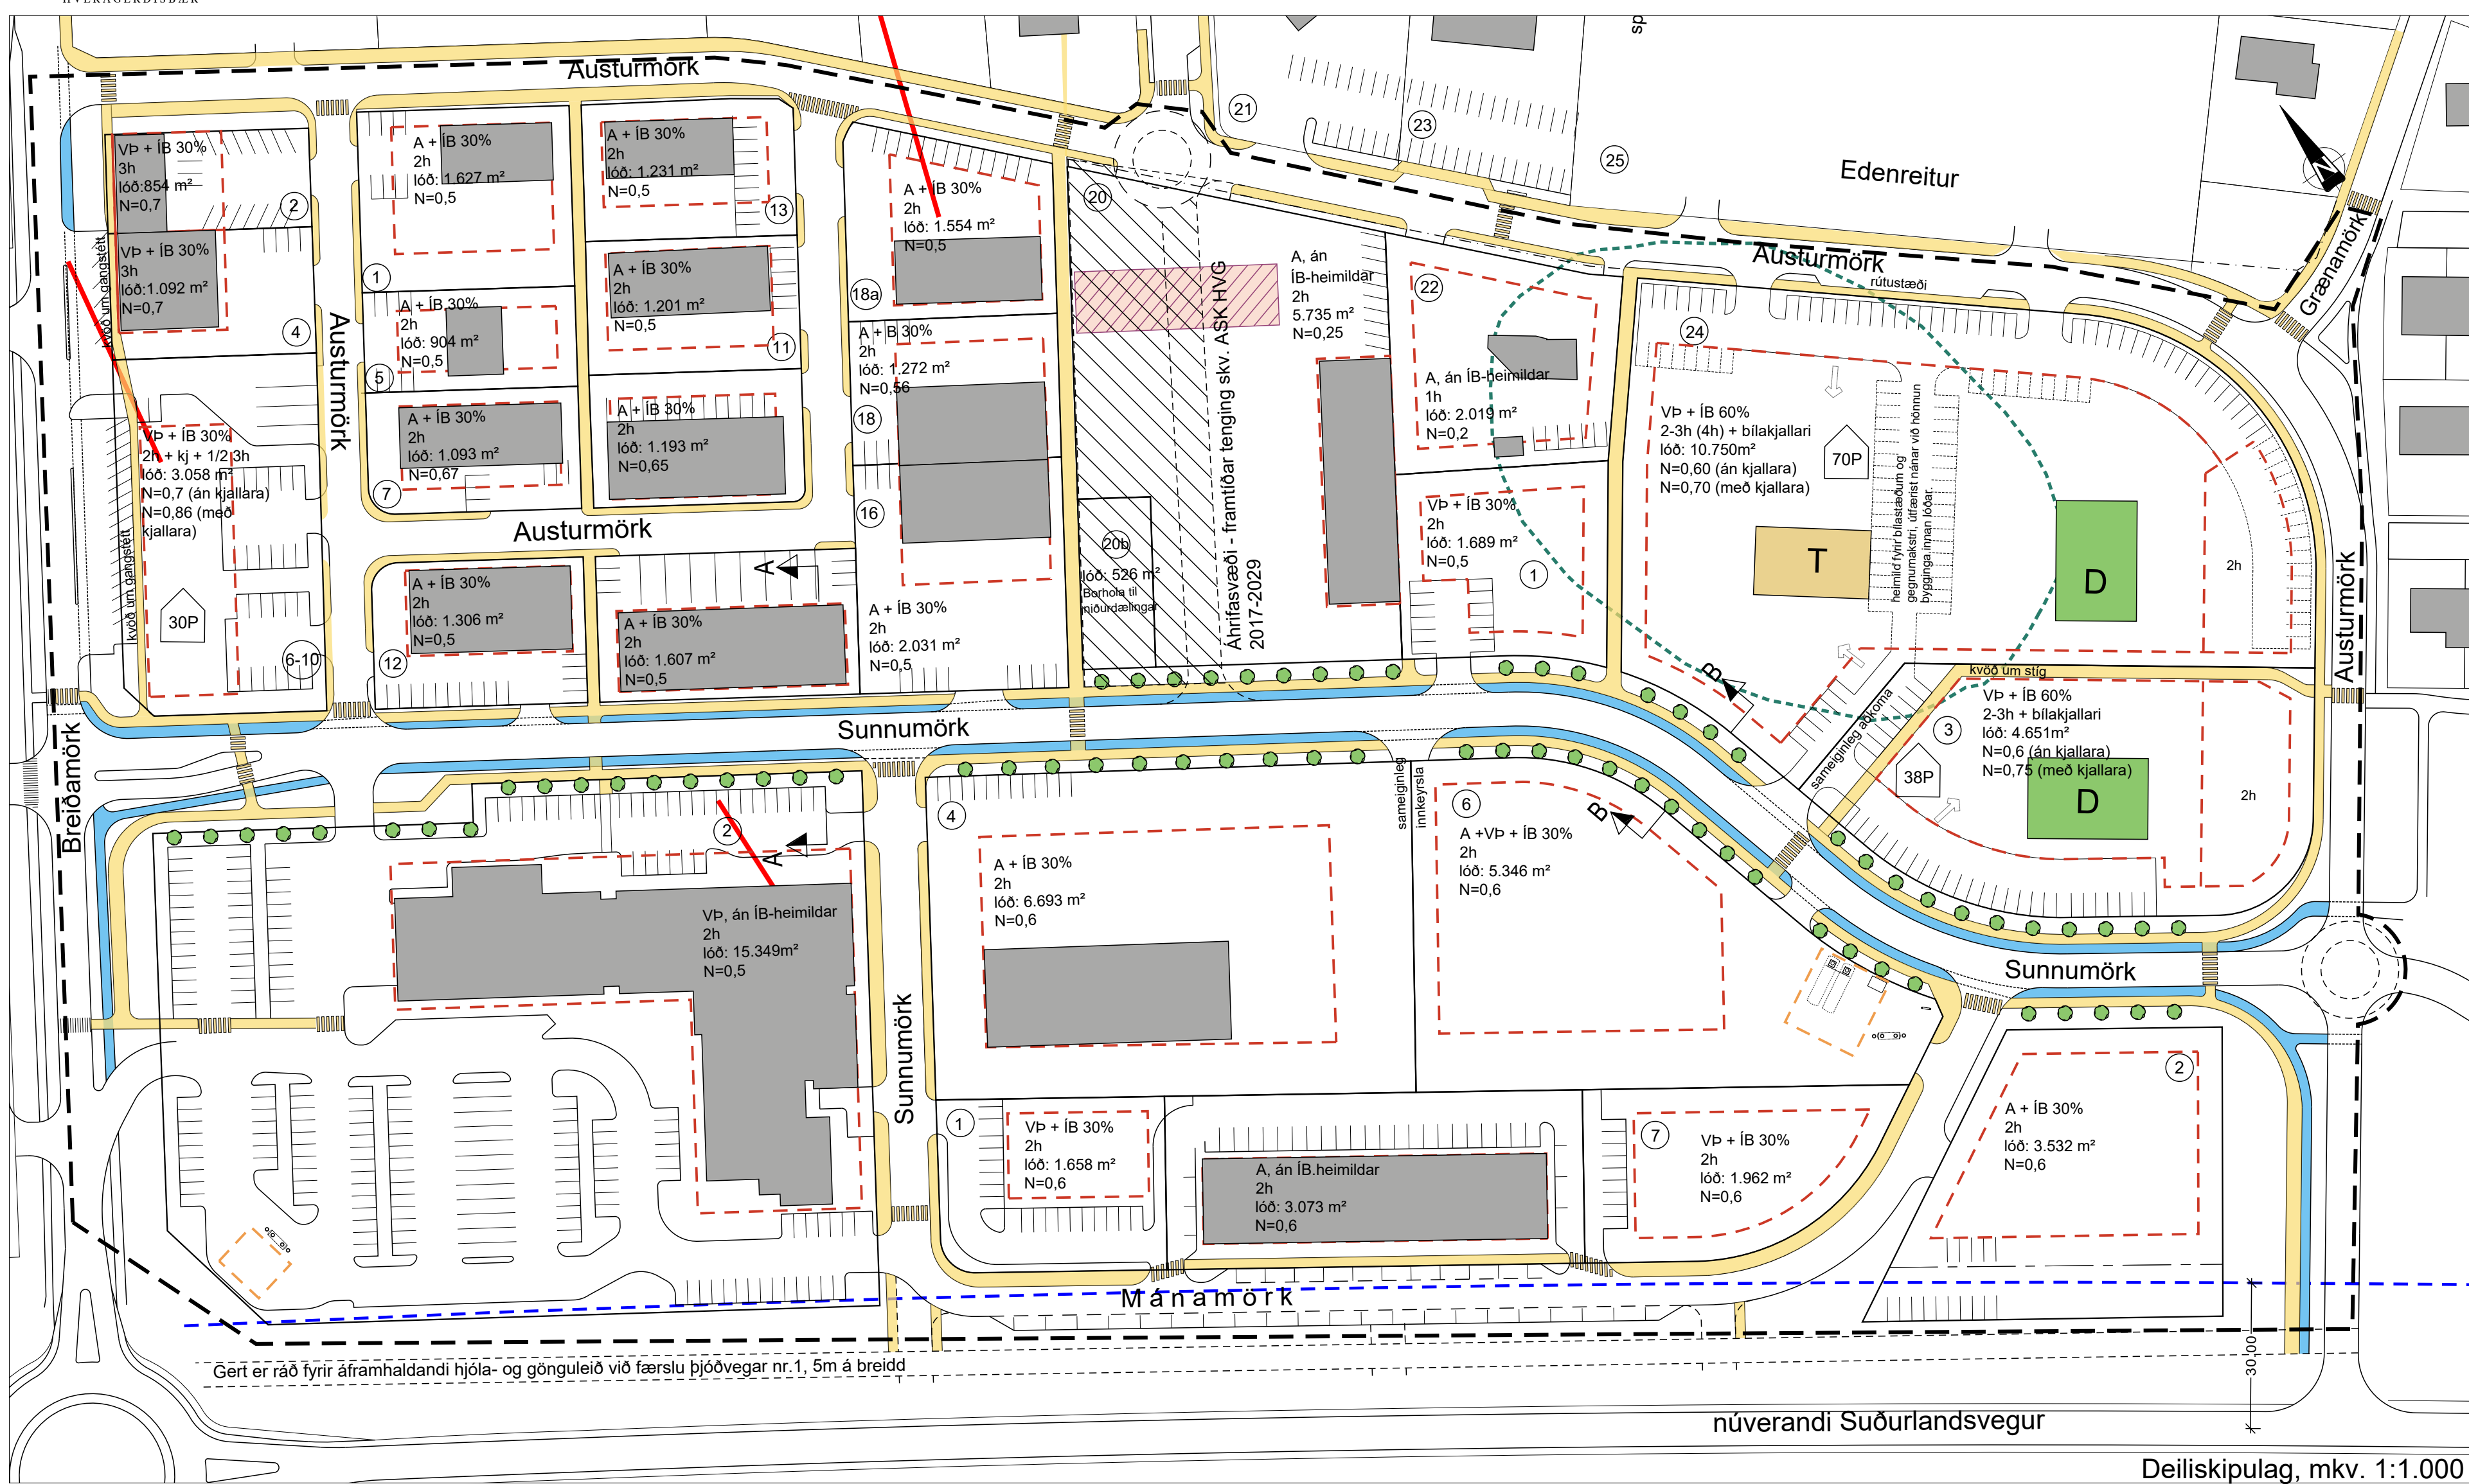 HVERAGERÐISBÆR
Austurmörk
21
23
25
sp
Edenreitur
N
Grænamörk
VÞ + ÍB 30%
3h
lóð:854 m²
N=0,7
2
VÞ + ÍB 30%
3h
lóð:1.092 m²
N=0,7
4
kvöð um gangstétt
Austurmörk
A + ÍB 30%
2h
lóð: 1.627 m²
N=0,5
1
A + ÍB 30%
2h
lóð: 1.231 m²
N=0,5
13
A + ÍB 30%
2h
lóð: 1.201 m²
N=0,5
11
A + ÍB 30%
2h
lóð: 904 m²
N=0,5
5
A + ÍB 30%
2h
lóð: 1.093 m²
N=0,67
7
A + ÍB 30%
2h
lóð: 1.193 m²
N=0,65
A + ÍB 30%
2h
lóð: 1.554 m²
N=0,5
18a
A + B 30%
2h
lóð: 1.272 m²
N=0,56
18
16
A + ÍB 30%
2h
lóð: 2.031 m²
N=0,5
20
20b
lóð: 526 m²
Borhola til
niðurdælingar
Áhrifasvæði - framtíðar tenging skv. ASK HVG
2017-2029
A, án
ÍB-heimildar
2h
5.735 m²
N=0,25
22
A, án ÍB-heimildar
1h
lóð: 2.019 m²
N=0,2
VÞ + ÍB 30%
2h
lóð: 1.689 m²
N=0,5
1
Austurmörk
rútustæði
24
VÞ + ÍB 60%
2-3h (4h) + bílakjallari
lóð: 10.750m²
N=0,60 (án kjallara)
N=0,70 (með kjallara)
70P
heimild fyrir bílastæðum og
gegnumakstri, útfærist nánar við hönnun
bygginga innan lóðar.
T
D
2h
Austurmörk
VÞ + ÍB 30%
2h + kj + 1/2 3h
lóð: 3.058 m²
N=0,7 (án kjallara)
N=0,86 (með
kjallara)
kvöð um gangstétt
30P
6-10
Austurmörk
A + ÍB 30%
2h
lóð: 1.306 m²
N=0,5
12
A
A + ÍB 30%
2h
lóð: 1.607 m²
N=0,5
B
kvöð um stíg
sameiginleg aðkoma
3
VÞ + ÍB 60%
2-3h + bílakjallari
lóð: 4.651m²
N=0,6 (án kjallara)
N=0,75 (með kjallara)
38P
D
2h
Breiðamörk
Sunnumörk
2
A
VÞ, án ÍB-heimildar
2h
lóð: 15.349m²
N=0,5
Sunnumörk
4
A + ÍB 30%
2h
lóð: 6.693 m²
N=0,6
sameiginleg
innkeyrsla
6
A +VÞ + ÍB 30%
2h
lóð: 5.346 m²
N=0,6
B
Sunnumörk
1
VÞ + ÍB 30%
2h
lóð: 1.658 m²
N=0,6
A, án ÍB.heimildar
2h
lóð: 3.073 m²
N=0,6
7
VÞ + ÍB 30%
2h
lóð: 1.962 m²
N=0,6
2
A + ÍB 30%
2h
lóð: 3.532 m²
N=0,6
Mánamörk
30.00
Gert er ráð fyrir áframhaldandi hjóla- og gönguleið við færslu þjóðvegar nr.1, 5m á breidd
núverandi Suðurlandsvegur
Deiliskipulag, mkv. 1:1.000